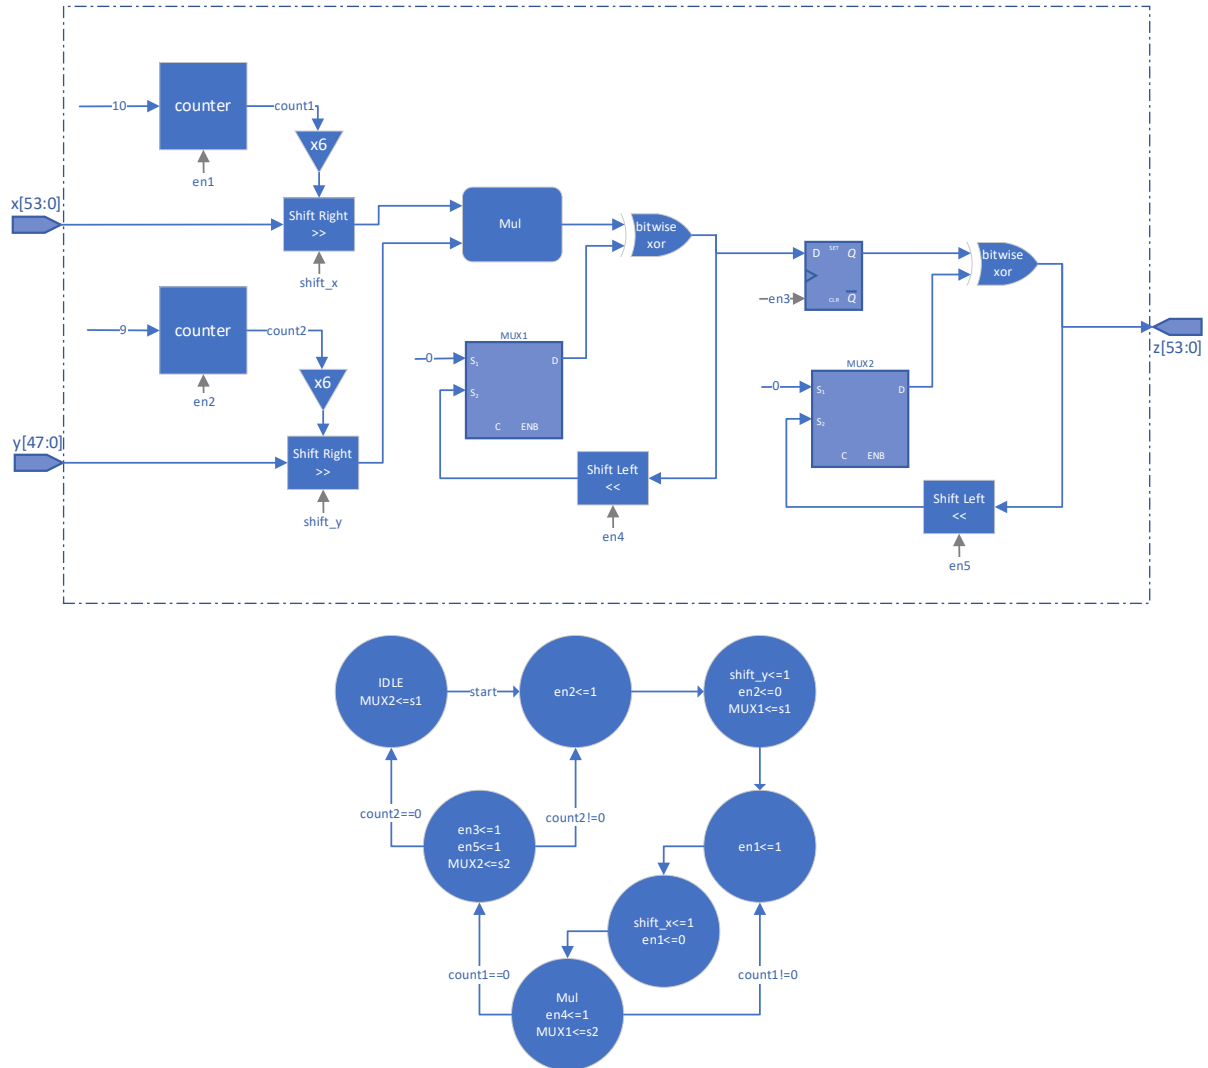 10
counter
count1
x6
en1
x[53:0]
Shift Right
>>
shift_x
Mul
bitwise
xor
D
SET
Q
CLR
Q
en3
bitwise
xor
z[53:0]
9
counter
count2
x6
en2
y[47:0]
Shift Right
>>
shift_y
MUX1
0
S1
D
S2
C ENB
Shift Left
<<
en4
MUX2
0
S1
D
S2
C ENB
Shift Left
<<
en5
IDLE
MUX2<=s1
start
en2<=1
shift_y<=1
en2<=0
MUX1<=s1
count2==0
en3<=1
en5<=1
MUX2<=s2
count2!=0
en1<=1
shift_x<=1
en1<=0
count1==0
Mul
en4<=1
MUX1<=s2
count1!=0